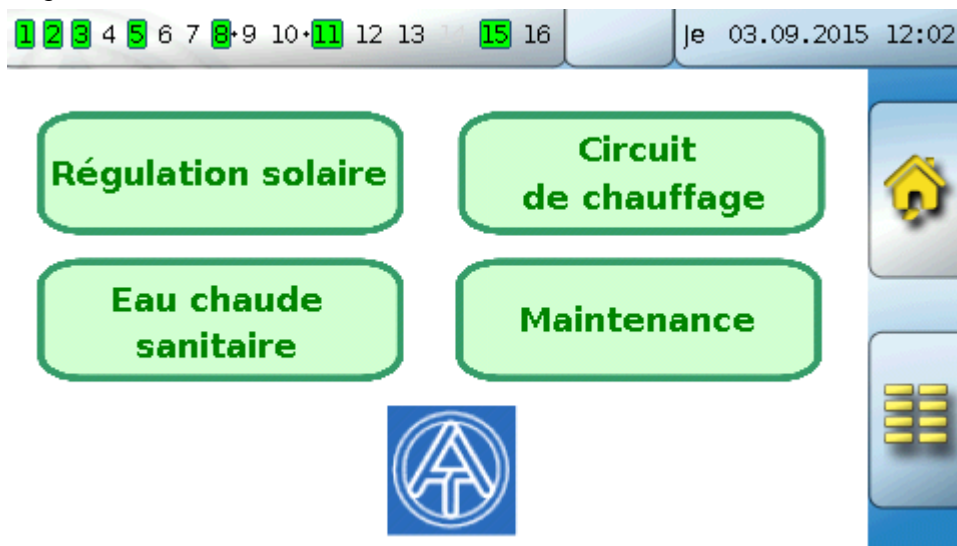 1 2 3 4 5 6 7 8 9 10 11 12 13 15 16 Je 03.09.2015 12:02
Régulation solaire
Circuit
de chauffage
Eau chaude
sanitaire
Maintenance
TA